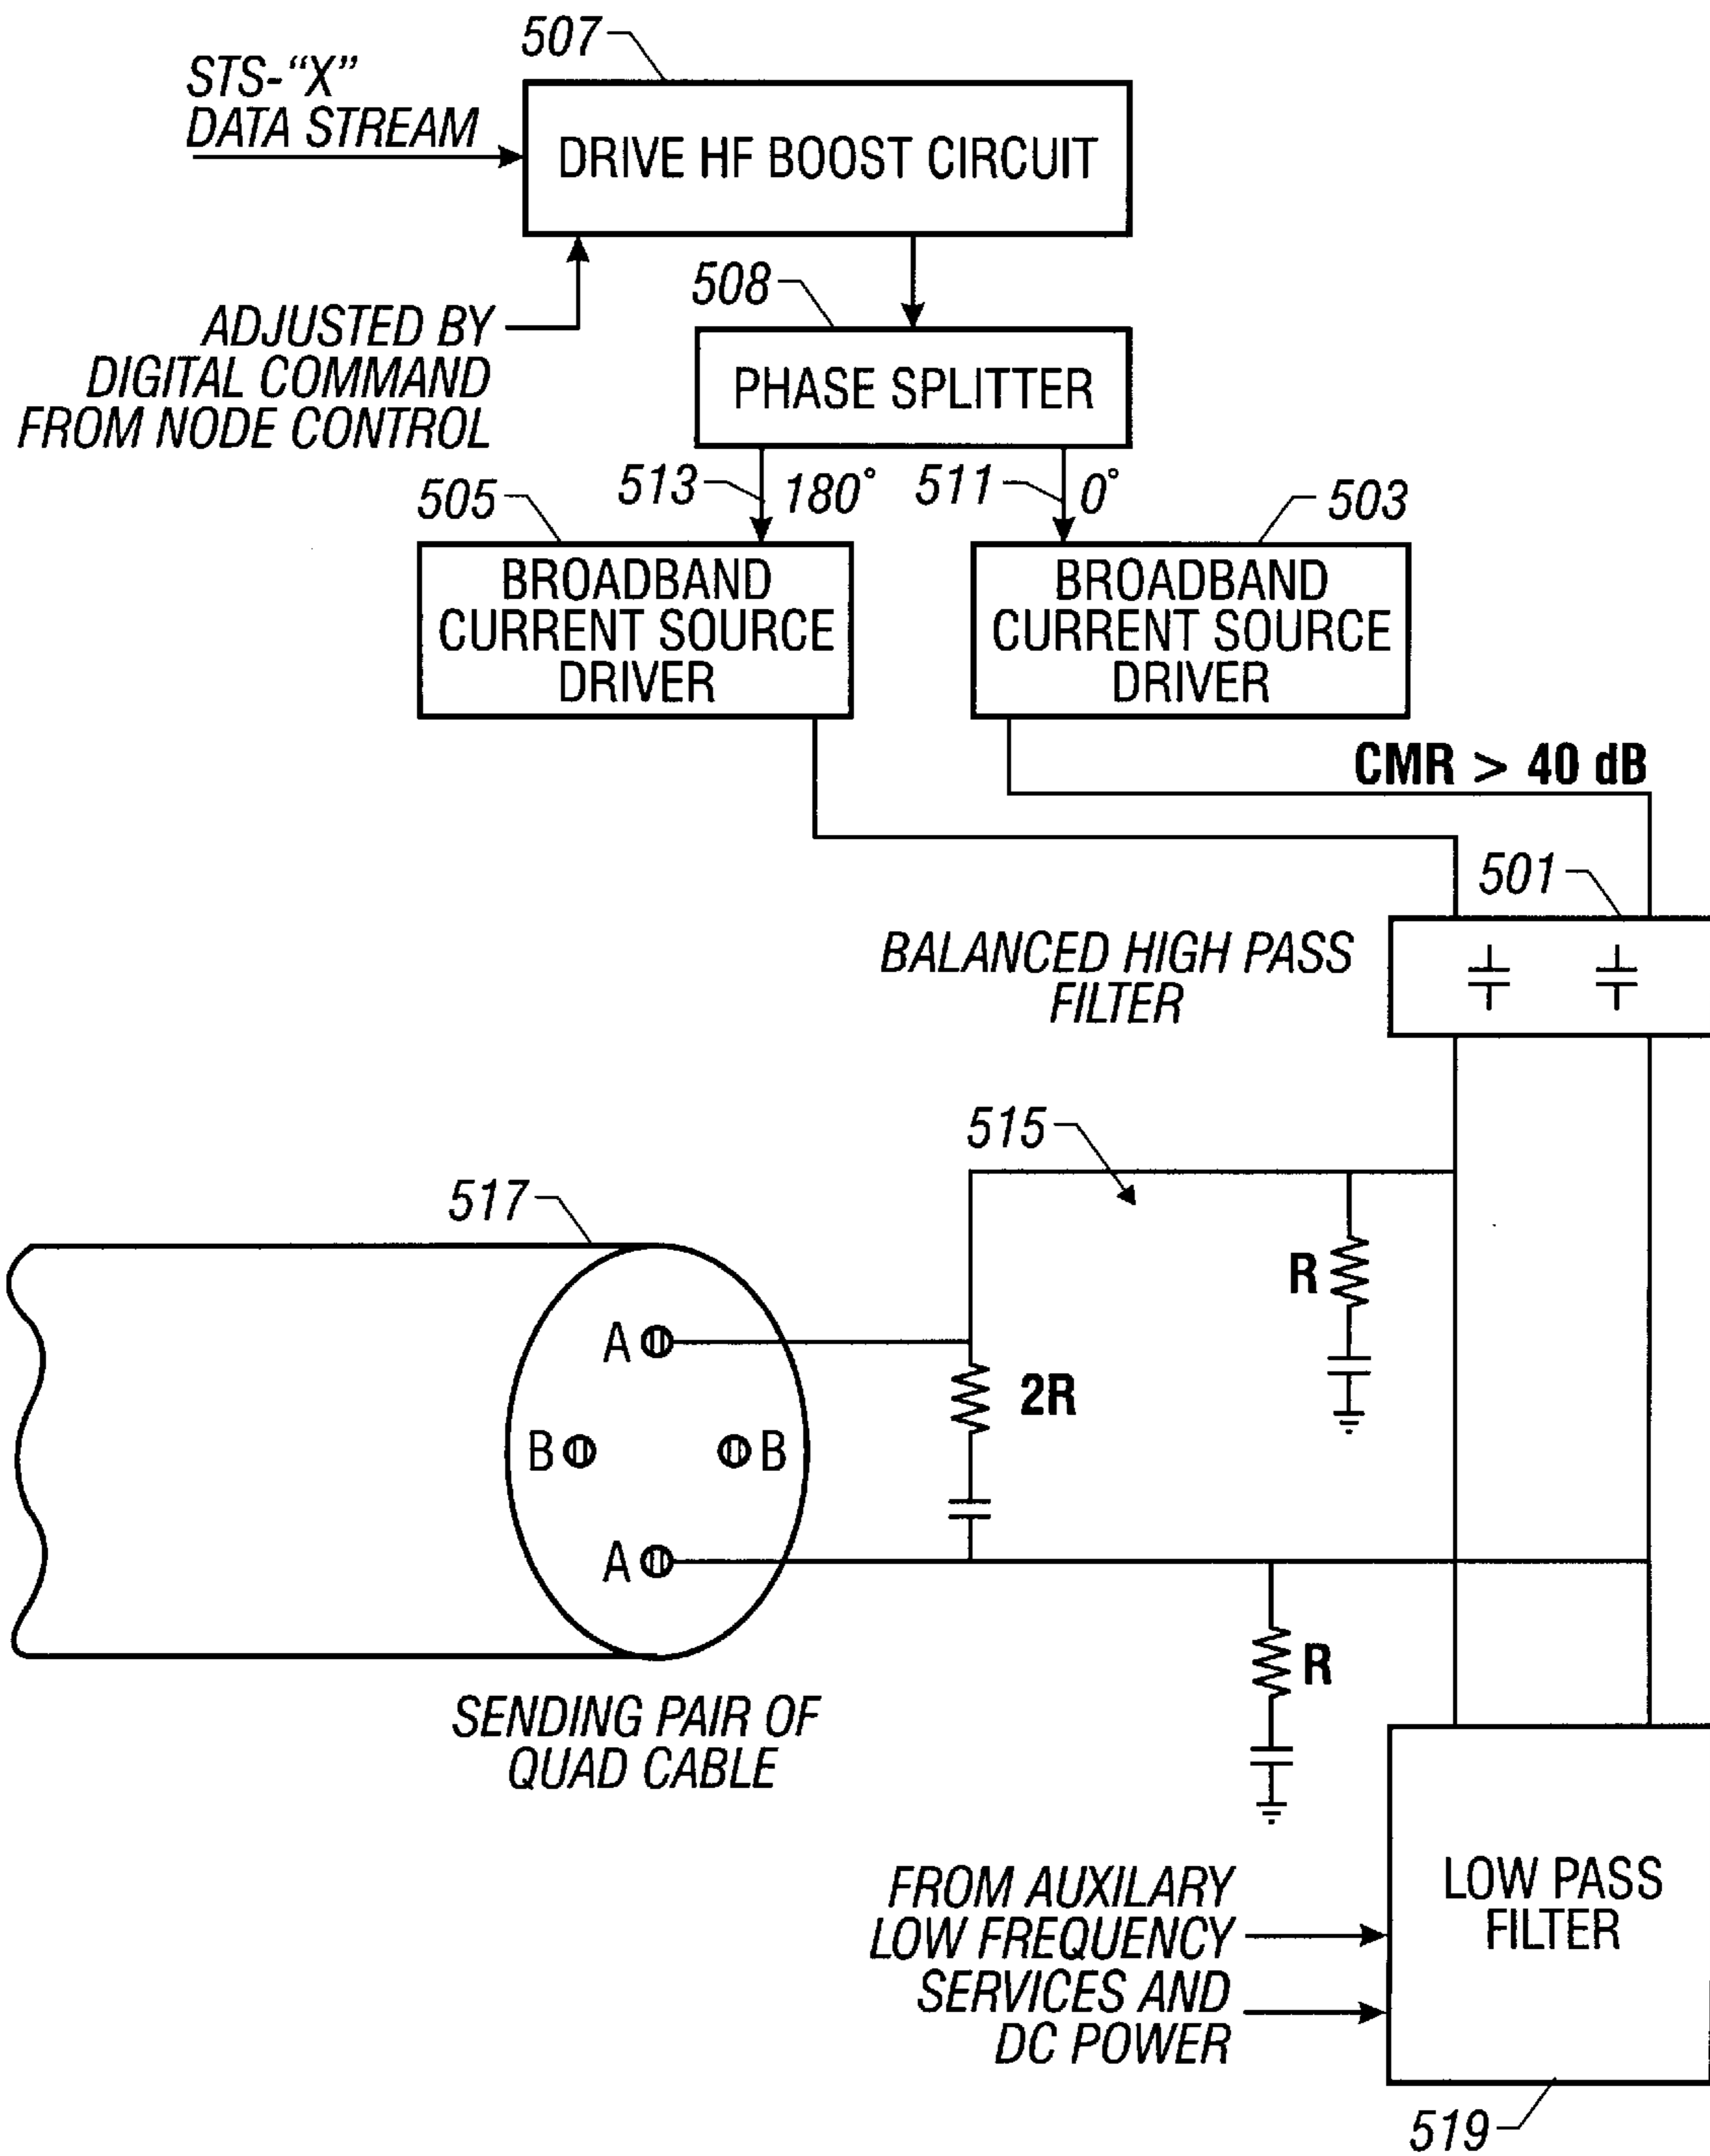 507
STS-“X”
DATA STREAM
DRIVE HF BOOST CIRCUIT
508
ADJUSTED BY
DIGITAL COMMAND
FROM NODE CONTROL
PHASE SPLITTER
513
180°
511
0°
505
503
BROADBAND
CURRENT SOURCE
DRIVER
BROADBAND
CURRENT SOURCE
DRIVER
CMR > 40 dB
501
BALANCED HIGH PASS
FILTER
515
517
R
A
2R
B
B
A
R
SENDING PAIR OF
QUAD CABLE
FROM AUXILARY
LOW FREQUENCY
SERVICES AND
DC POWER
LOW PASS
FILTER
519